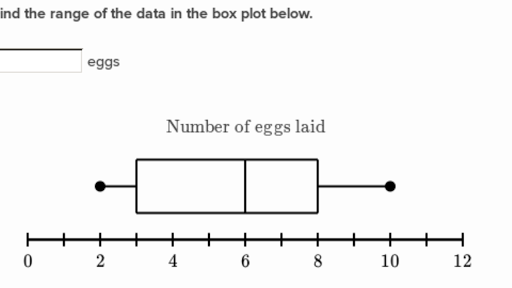 ind the range of the data in the box plot below.
eggs
Number of eggs laid
0 2 4 6 8 10 12